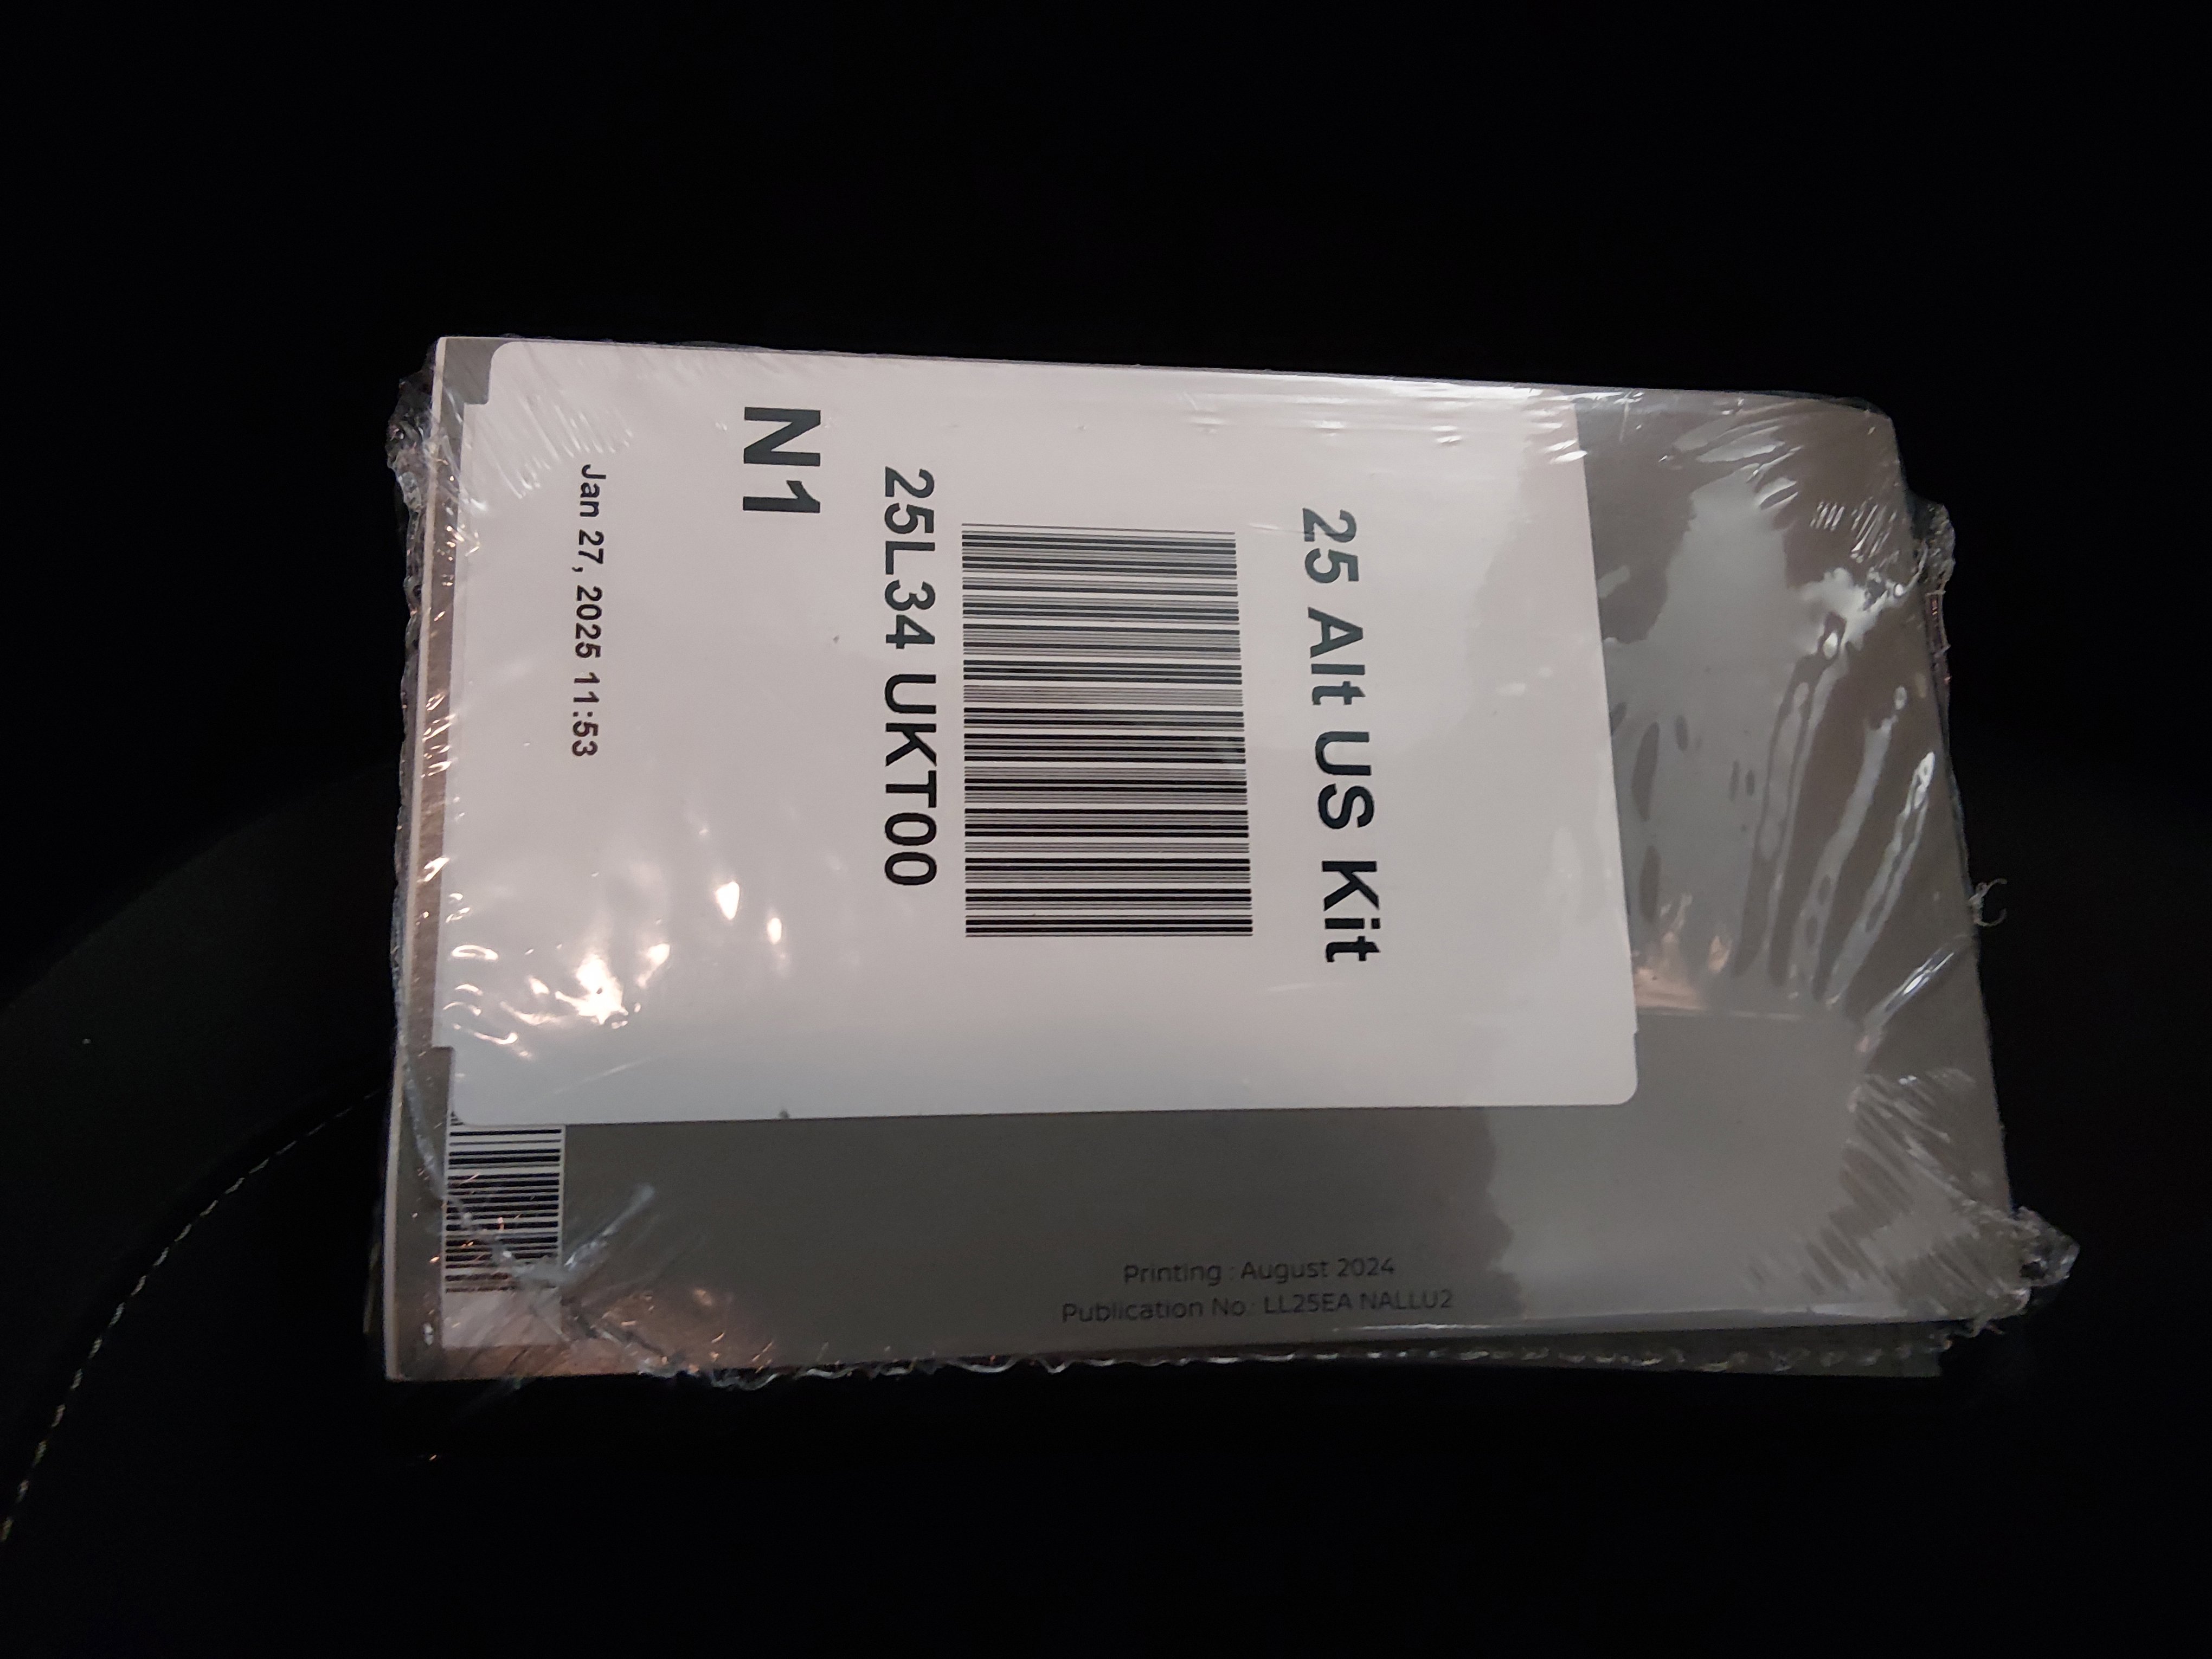 25 Alt US Kit
25L34 UKT00
N1
Jan 27, 2025 11:53
Printing : August 2024
Publication No.: LL25EA NALLU2